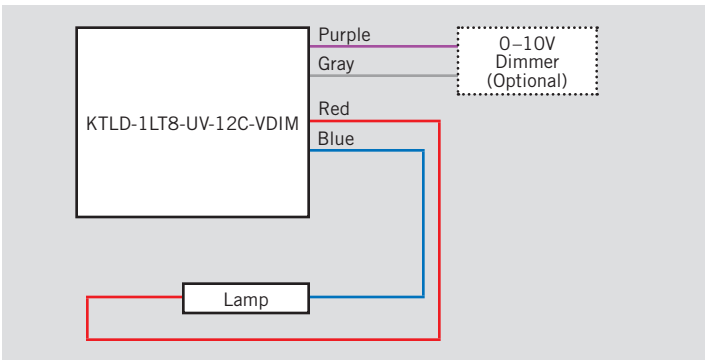 Purple
0–10V
Dimmer
(Optional)
Gray
Red
KTLD-1LT8-UV-12C-VDIM
Blue
Lamp